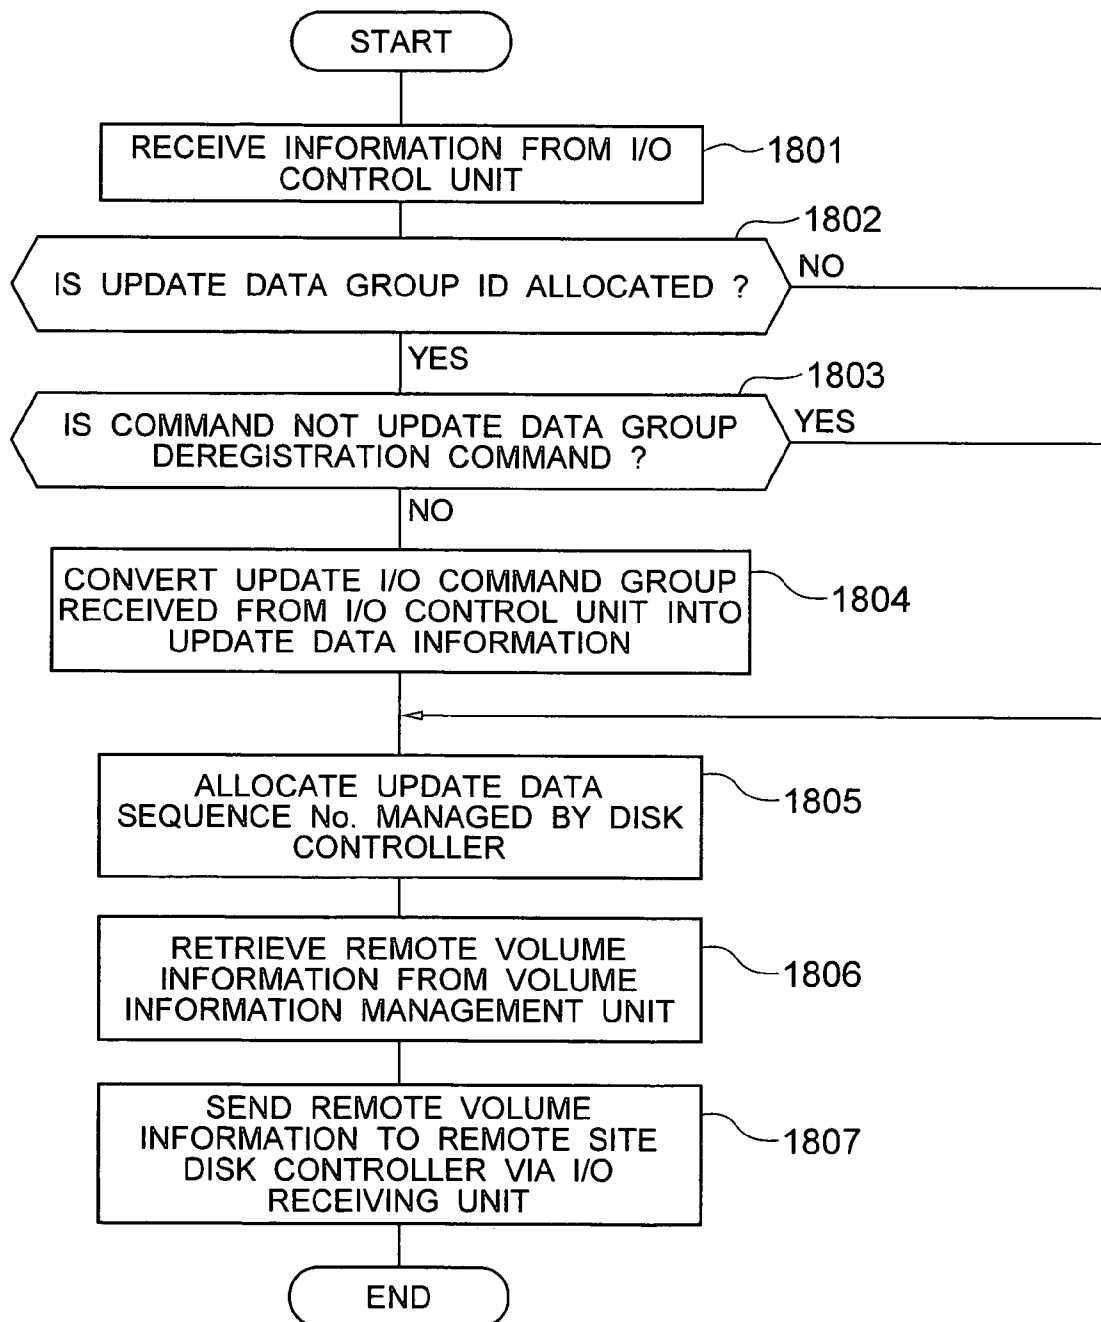 START
RECEIVE INFORMATION FROM I/O
CONTROL UNIT
1801
1802
IS UPDATE DATA GROUP ID ALLOCATED ?
NO
YES
1803
IS COMMAND NOT UPDATE DATA GROUP
DEREGISTRATION COMMAND ?
YES
NO
CONVERT UPDATE I/O COMMAND GROUP
RECEIVED FROM I/O CONTROL UNIT INTO
UPDATE DATA INFORMATION
1804
ALLOCATE UPDATE DATA
SEQUENCE No. MANAGED BY DISK
CONTROLLER
1805
RETRIEVE REMOTE VOLUME
INFORMATION FROM VOLUME
INFORMATION MANAGEMENT UNIT
1806
SEND REMOTE VOLUME
INFORMATION TO REMOTE SITE
DISK CONTROLLER VIA I/O
RECEIVING UNIT
1807
END